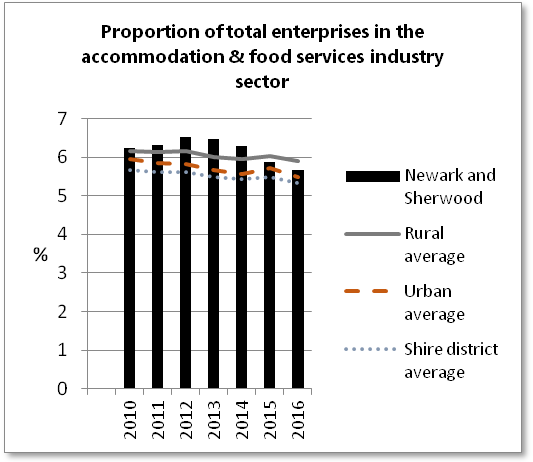 Proportion of total enterprises in the
accommodation & food services industry
sector
7
6
5
4
3
2
1
0
%
2010
2011
2012
2013
2014
2015
2016
Newark and
Sherwood
Rural
average
Urban
average
Shire district
average